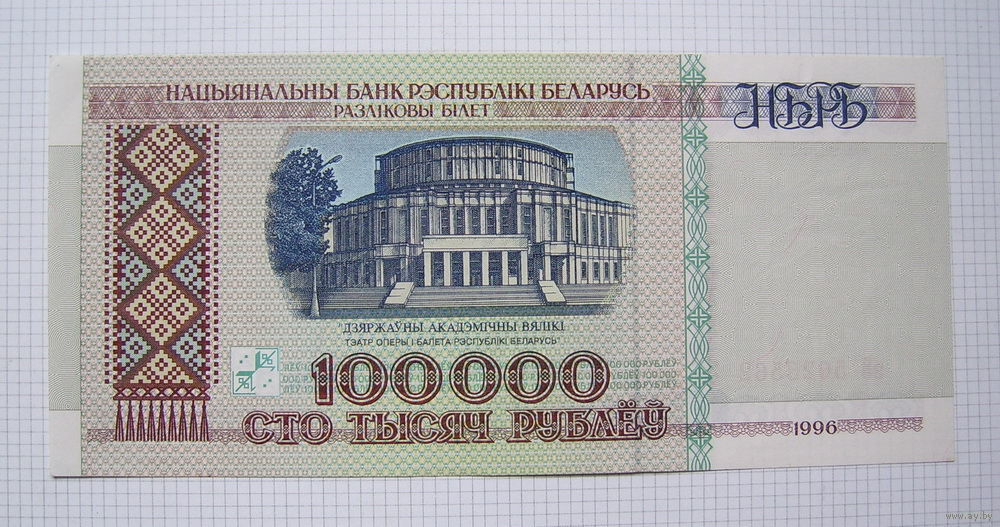 НАЦЫЯНАЛЬНЫ БАНК РЭСПУБЛІКІ БЕЛАРУСЬ
РАЗЛІКОВЫ БІЛЕТ
НБРБ
ДЗЯРЖАЎНЫ АКАДЭМІЧНЫ ВЯЛІКІ
ТЭАТР ОПЕРЫ І БАЛЕТА РЭСПУБЛІКІ БЕЛАРУСЬ
100000
СТО ТЫСЯЧ РУБЛЁЎ
1996
www.ay.by